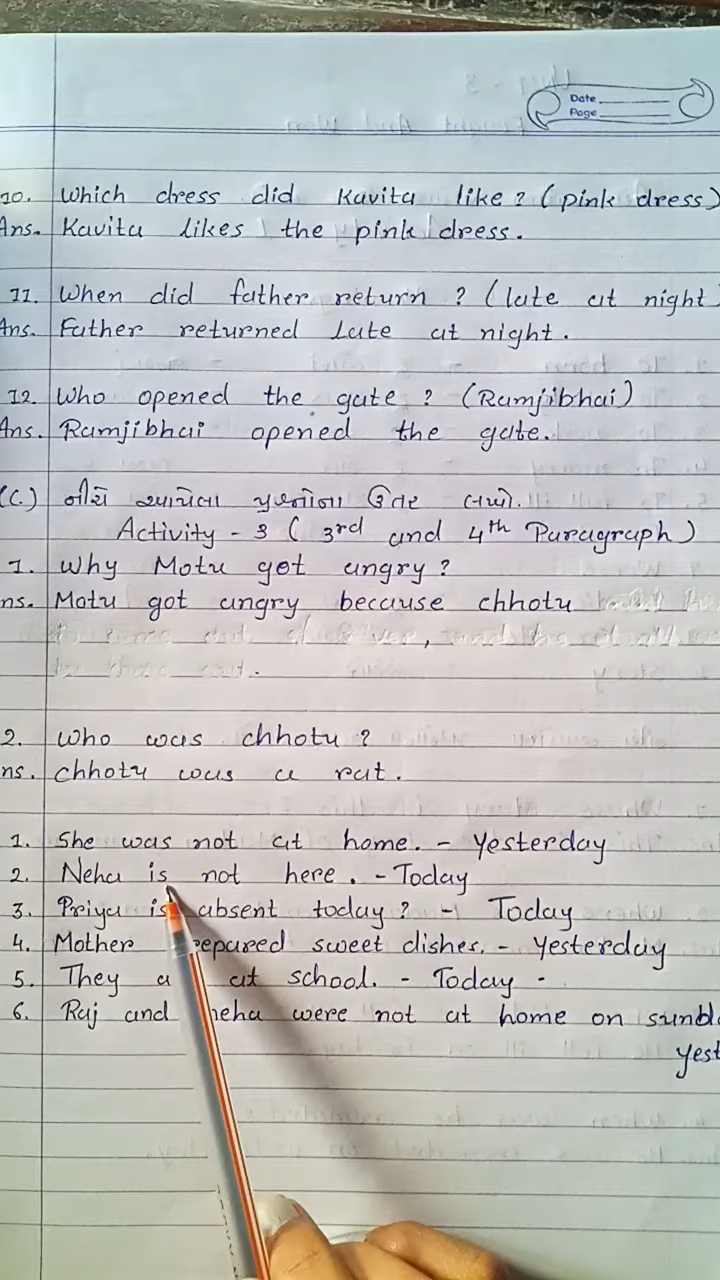 Date
Page
10. Which dress did Kavita like? (pink dress)
Ans. Kavita likes the pink dress.
11. When did father return ? (late at night
Ans. Father returned late at night.
12. Who opened the gate ? (Ramjibhai)
Ans. Ramjibhai opened the gate.
(C.) નીચે આપેલા પ્રશ્નોના ઉત્તર લખો.
Activity - 3 ( 3rd and 4th Paragraph )
1. Why Motu got angry ?
ns. Motu got angry because chhotu
2. Who was chhotu ?
ns. chhotu was a rat.
1. She was not at home. - Yesterday
2. Neha is not here. - Today
3. Priya is absent today? - Today
4. Mother repared sweet dishes. - Yesterday
5. They a at school. - Today -
6. Raj and neha were not at home on
yest